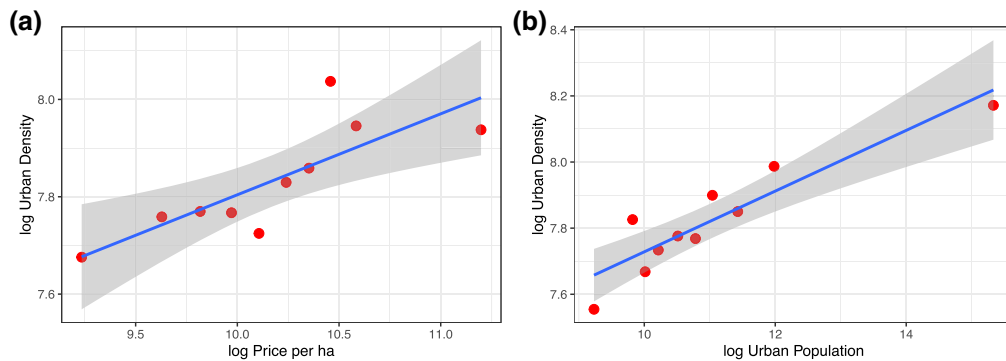 (a)
log Urban Density
8.0
7.8
7.6
9.5 10.0 10.5 11.0
log Price per ha
(b)
log Urban Density
8.4
8.2
8.0
7.8
7.6
10 12 14
log Urban Population